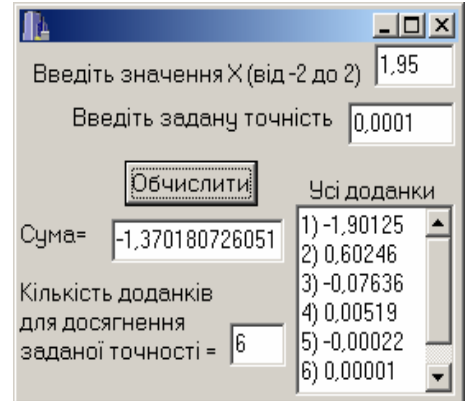 Введіть значення X (від -2 до 2) 1,95
Введіть задану точність 0,0001
Обчислити
Сума= -1,370180726051
Кількість доданків
для досягнення
заданої точності = 6
Усі доданки
1) -1,90125
2) 0,60246
3) -0,07636
4) 0,00519
5) -0,00022
6) 0,00001